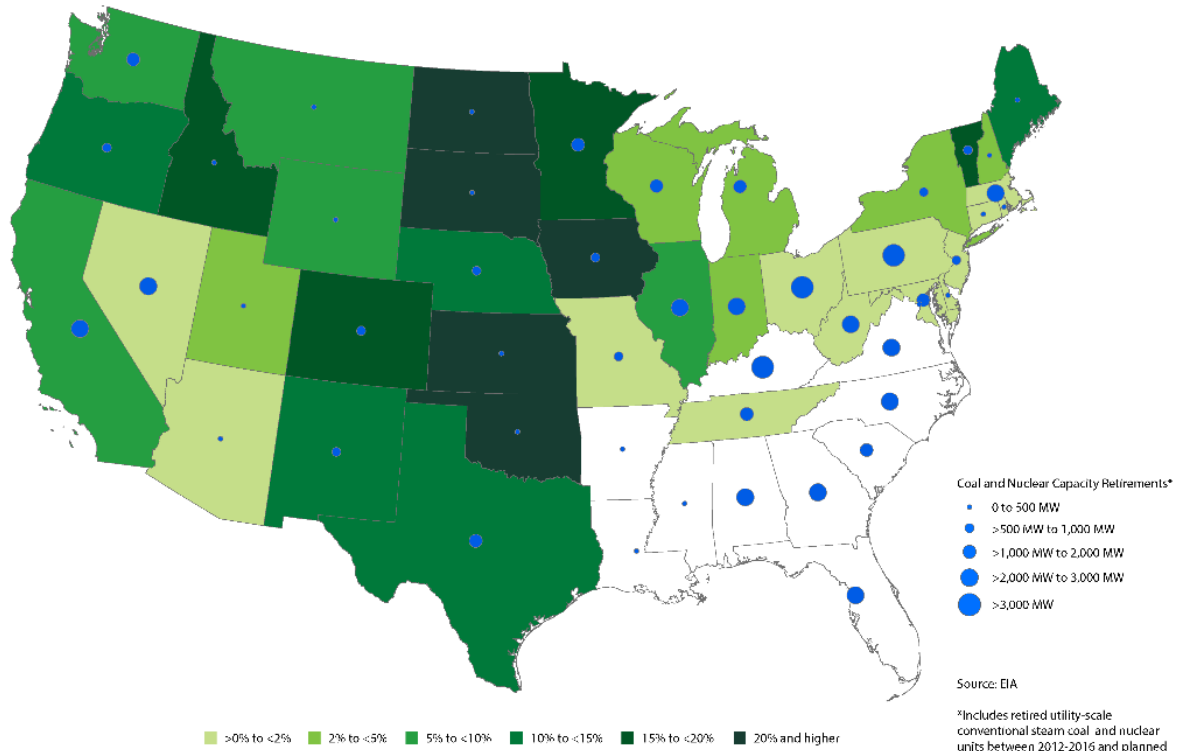 Coal and Nuclear Capacity Retirements*
0 to 500 MW
>500 MW to 1,000 MW
>1,000 MW to 2,000 MW
>2,000 MW to 3,000 MW
>3,000 MW
Source: EIA
*Includes retired utility-scale
conventional steam coal and nuclear
units between 2012-2016 and planned
>0% to <2%
2% to <5%
5% to <10%
10% to <15%
15% to <20%
20% and higher